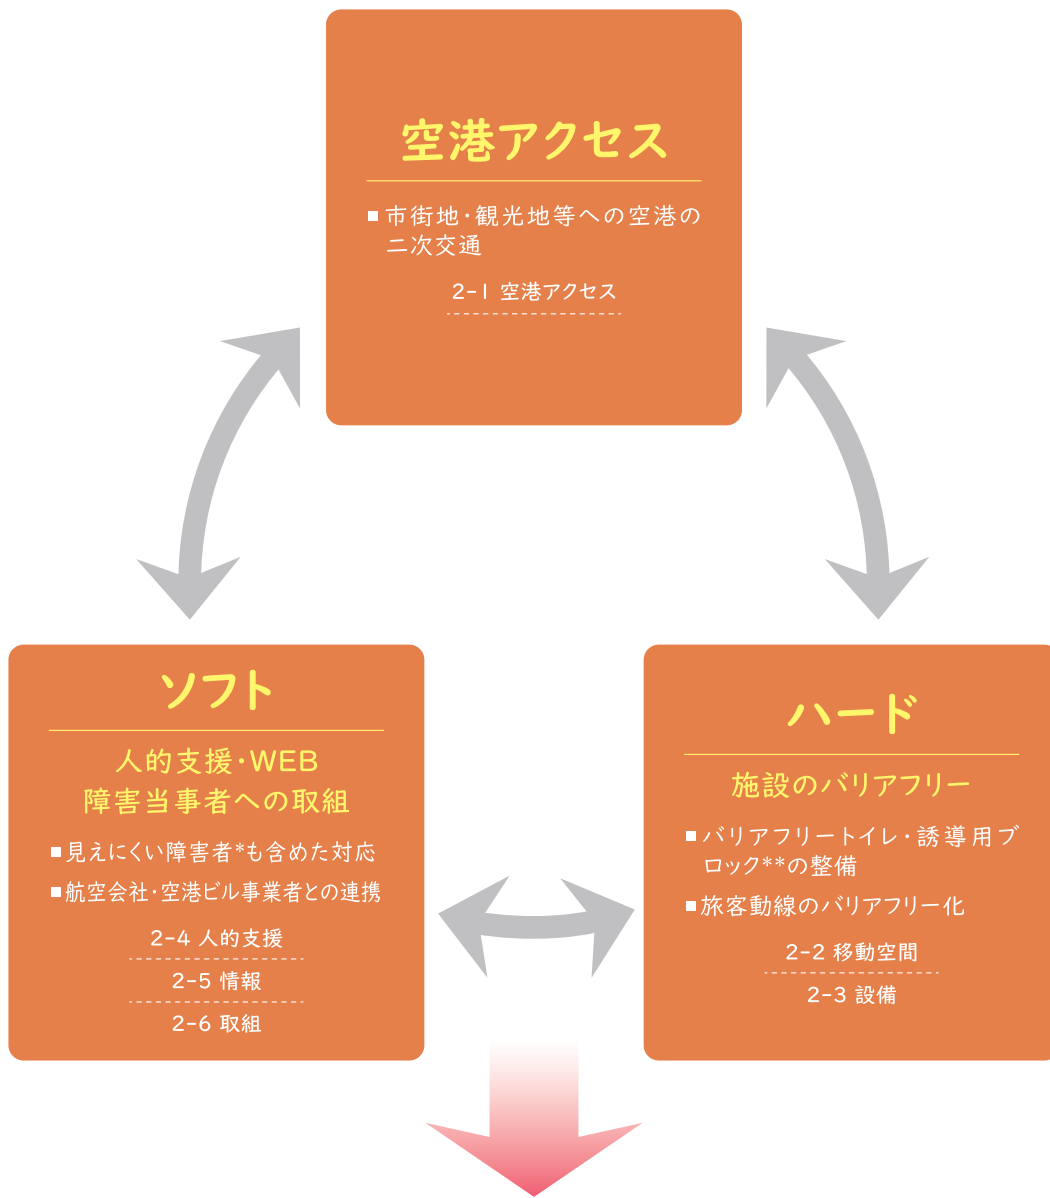 空港アクセス
■市街地・観光地等への空港の
二次交通
2-1 空港アクセス
ソフト
人的支援・WEB
障害当事者への取組
■見えにくい障害者*も含めた対応
■航空会社・空港ビル事業者との連携
2-4 人的支援
2-5 情報
2-6 取組
ハード
施設のバリアフリー
■バリアフリートイレ・誘導用ブ
ロック**の整備
■旅客動線のバリアフリー化
2-2 移動空間
2-3 設備